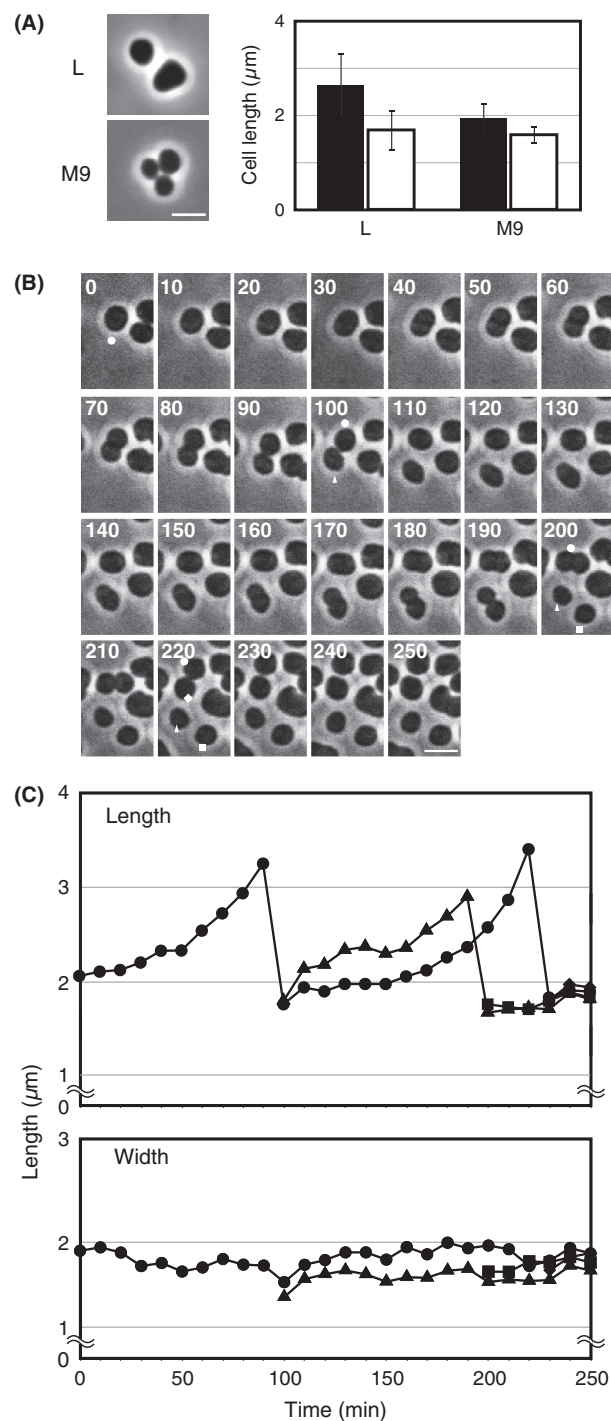 (A)
L
M9
Cell length (µm)
4
2
0
L
M9
(B)
0 10 20 30 40 50 60
70 80 90 100 110 120 130
140 150 160 170 180 190 200
210 220 230 240 250
(C)
4
Length
3
2
1
0
3
Width
2
1
0
Length (µm)
0 50 100 150 200 250
Time (min)